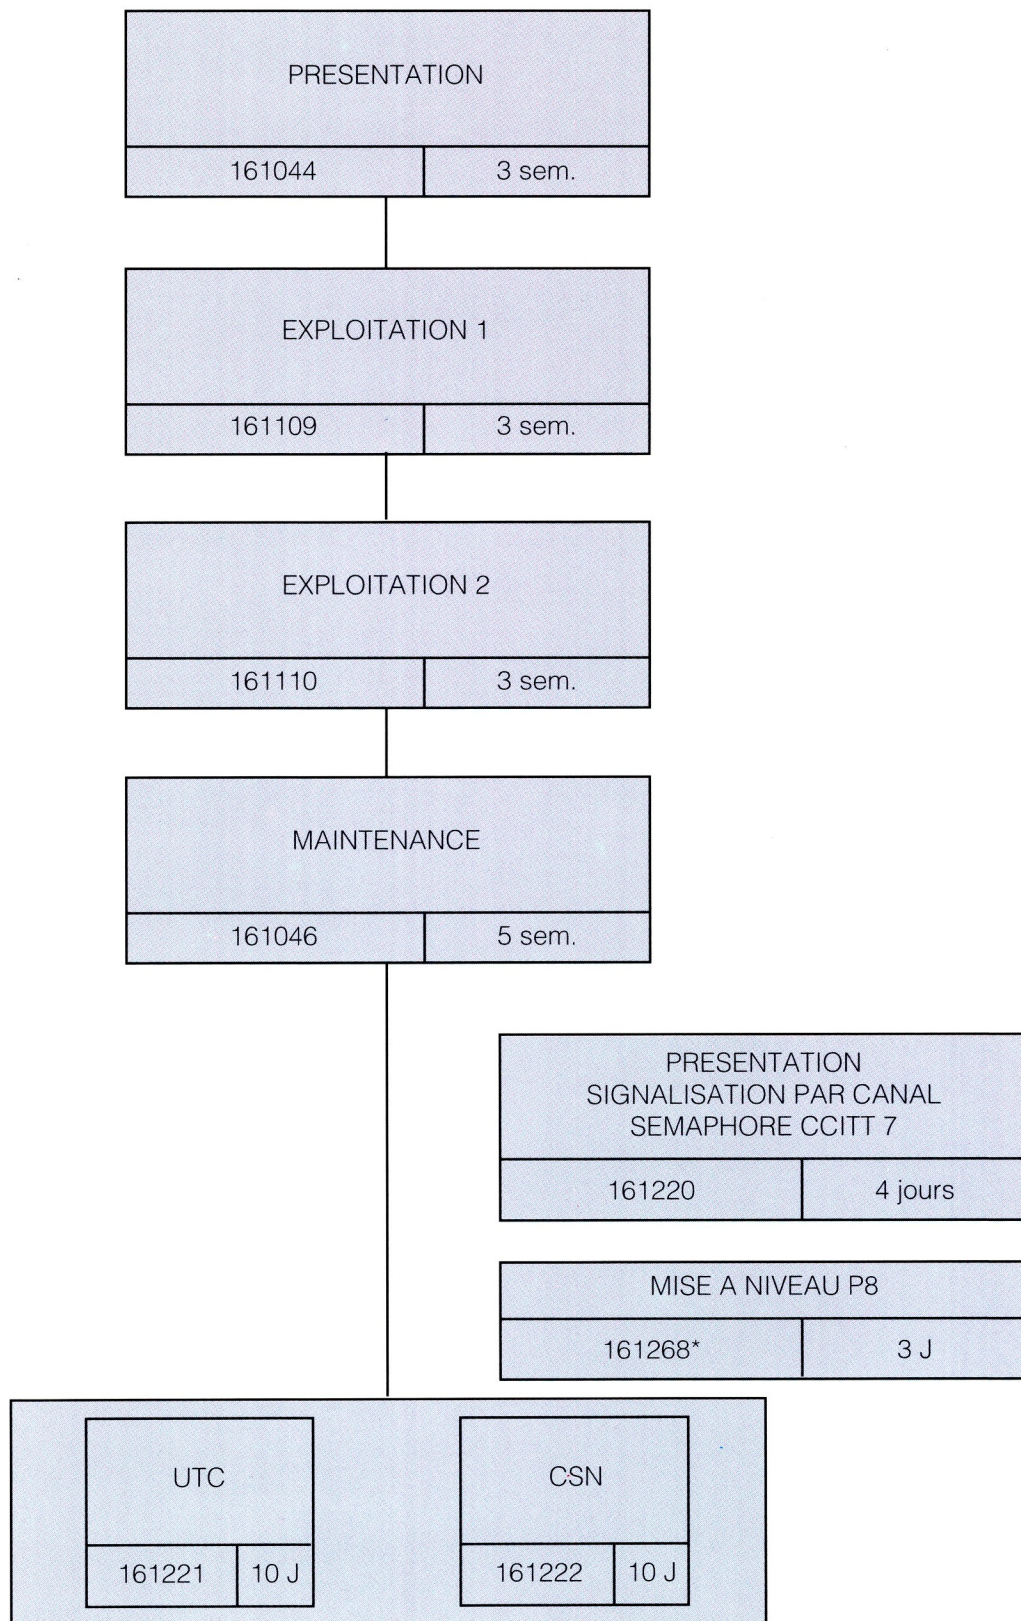 PRESENTATION
161044 3 sem.
EXPLOITATION 1
161109 3 sem.
EXPLOITATION 2
161110 3 sem.
MAINTENANCE
161046 5 sem.
PRESENTATION
SIGNALISATION PAR CANAL
SEMAPHORE CCITT 7
161220 4 jours
MISE A NIVEAU P8
161268* 3 J
UTC
161221 10 J
CSN
161222 10 J